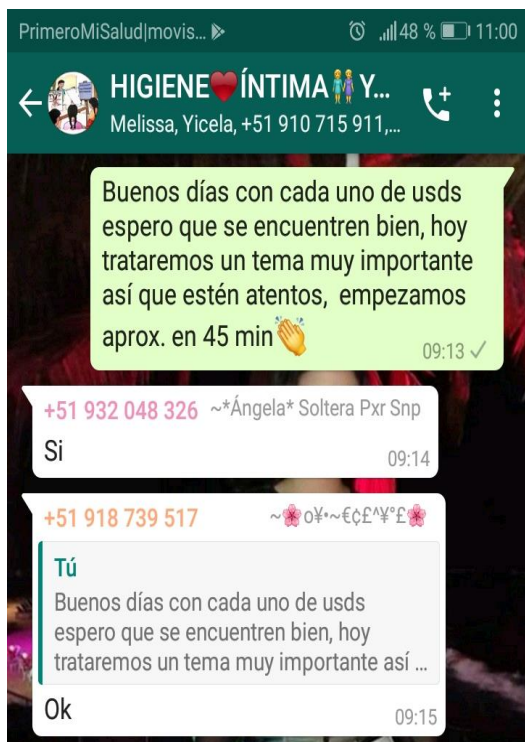 PrimeroMiSalud|movis... 48 % 11:00
HIGIENE❤️ÍNTIMA👭Y...
Melissa, Yicela, +51 910 715 911,...
Buenos días con cada uno de usds
espero que se encuentren bien, hoy
trataremos un tema muy importante
así que estén atentos, empezamos
aprox. en 45 min👏
09:13
+51 932 048 326 ~*Ángela* Soltera Pxr Snp
Si
09:14
+51 918 739 517 ~🌸o¥•~€¢£^¥°£🌸
Tú
Buenos días con cada uno de usds
espero que se encuentren bien, hoy
trataremos un tema muy importante así ...
Ok
09:15